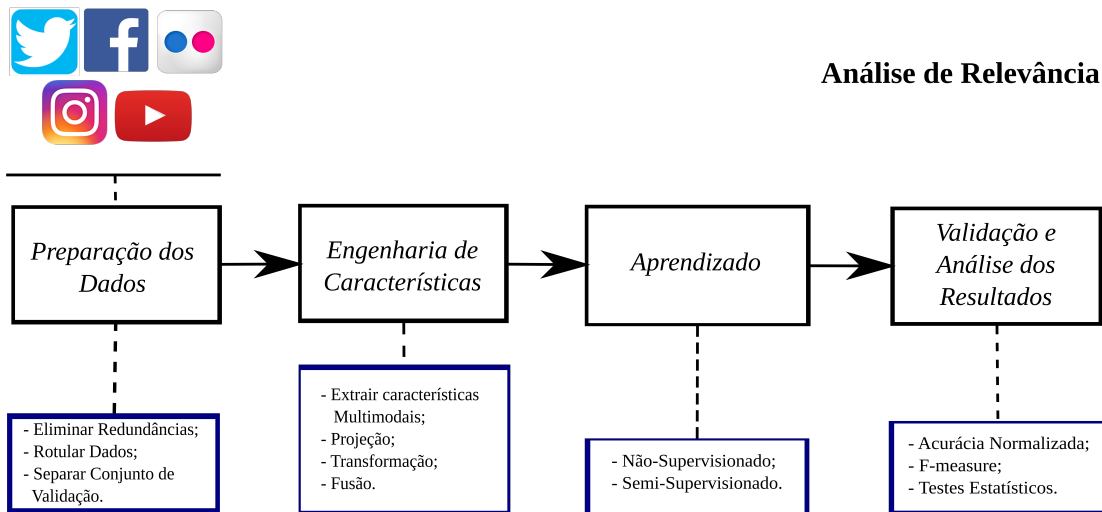 Análise de Relevância
Preparação dos
Dados
Engenharia de
Características
Aprendizado
Validação e
Análise dos
Resultados
- Eliminar Redundâncias;
- Rotular Dados;
- Separar Conjunto de
Validação.
- Extrair características
Multimodais;
- Projeção;
- Transformação;
- Fusão.
- Não-Supervisionado;
- Semi-Supervisionado.
- Acurácia Normalizada;
- F-measure;
- Testes Estatísticos.